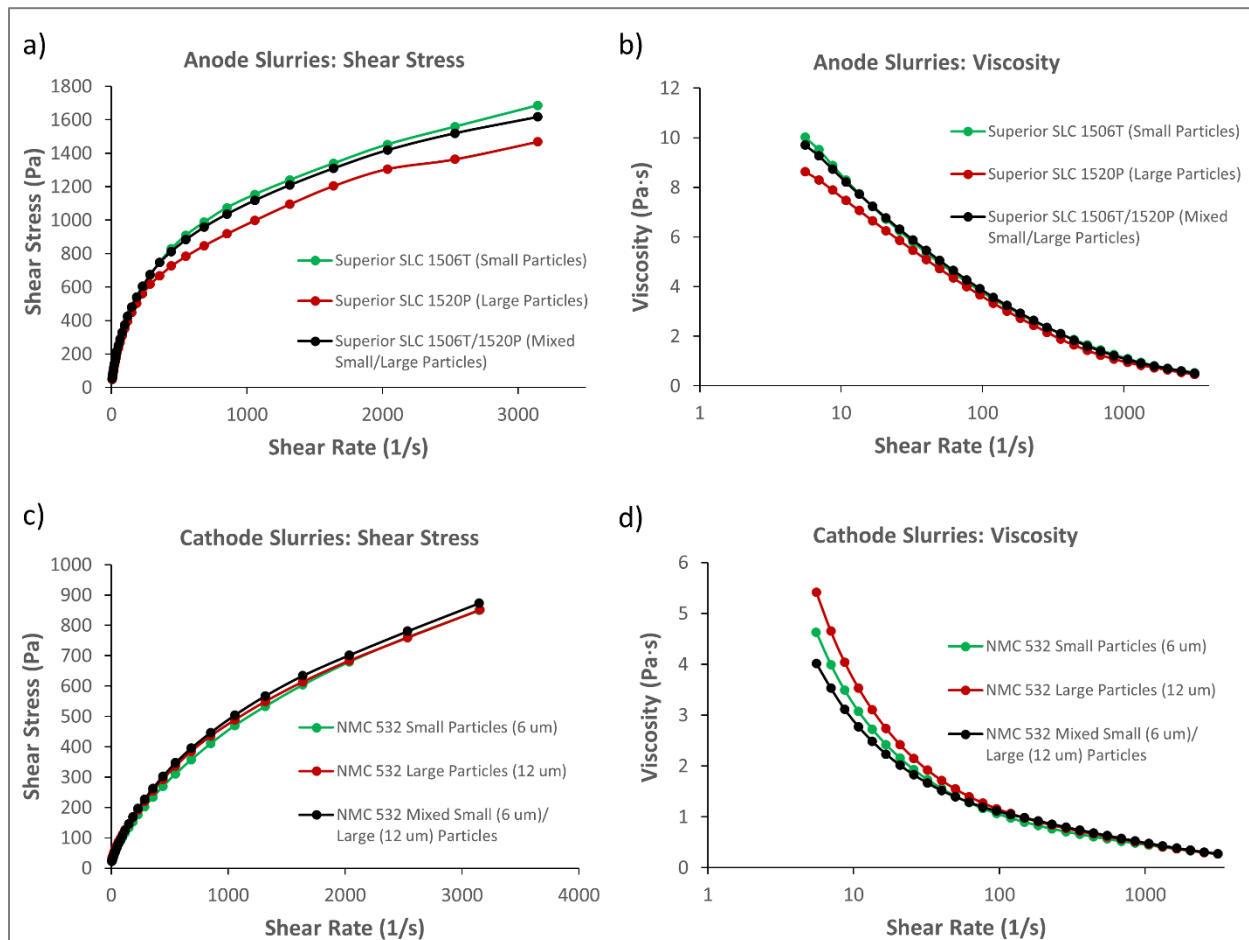 a)
Anode Slurries: Shear Stress
Shear Stress (Pa)
1800
1600
1400
1200
1000
800
600
400
200
0
0
1000
2000
3000
Shear Rate (1/s)
Superior SLC 1506T (Small Particles)
Superior SLC 1520P (Large Particles)
Superior SLC 1506T/1520P (Mixed
Small/Large Particles)
b)
Anode Slurries: Viscosity
Viscosity (Pa·s)
12
10
8
6
4
2
0
1
10
100
1000
Shear Rate (1/s)
Superior SLC 1506T (Small Particles)
Superior SLC 1520P (Large Particles)
Superior SLC 1506T/1520P (Mixed
Small/Large Particles)
c)
Cathode Slurries: Shear Stress
Shear Stress (Pa)
1000
900
800
700
600
500
400
300
200
100
0
0
1000
2000
3000
4000
Shear Rate (1/s)
NMC 532 Small Particles (6 um)
NMC 532 Large Particles (12 um)
NMC 532 Mixed Small (6 um)/
Large (12 um) Particles
d)
Cathode Slurries: Viscosity
Viscosity (Pa·s)
6
5
4
3
2
1
0
1
10
100
1000
Shear Rate (1/s)
NMC 532 Small Particles (6 um)
NMC 532 Large Particles (12 um)
NMC 532 Mixed Small (6 um)/
Large (12 um) Particles